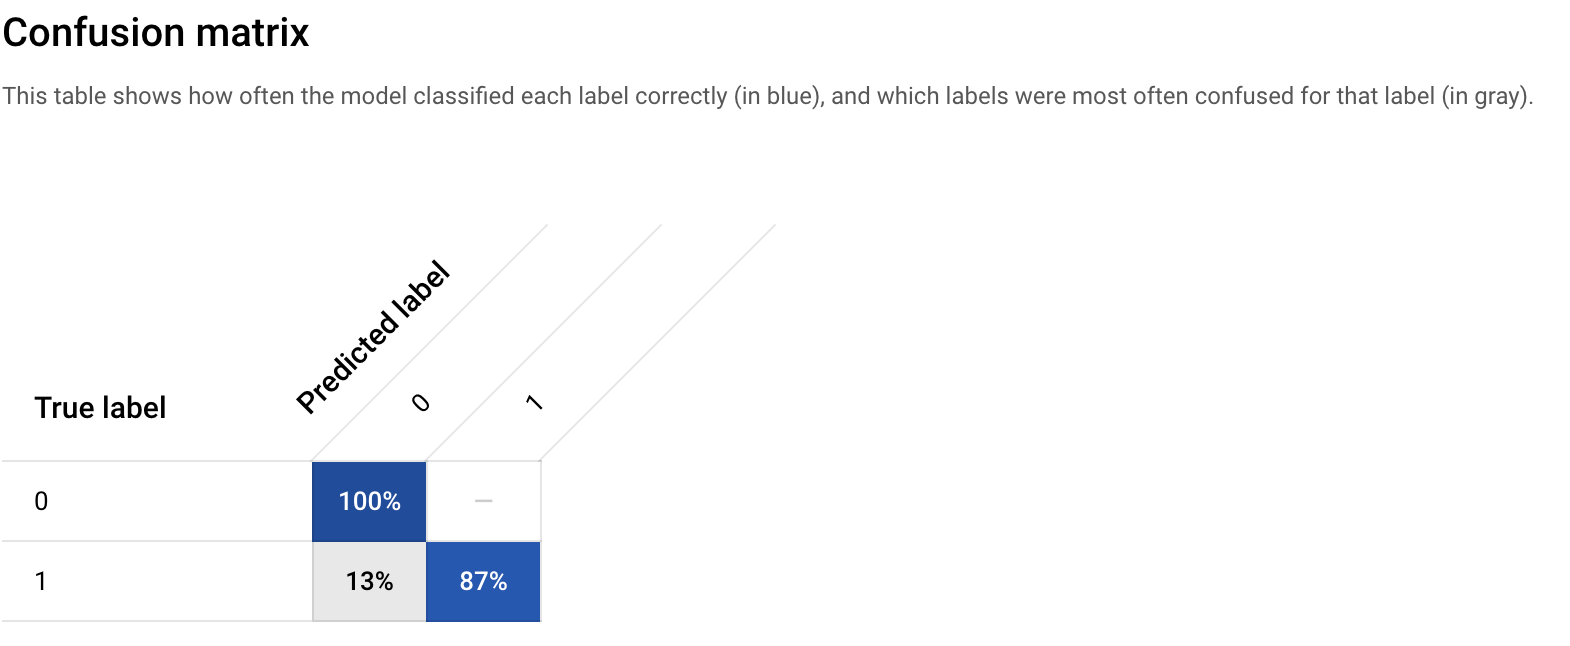 Confusion matrix
This table shows how often the model classified each label correctly (in blue), and which labels were most often confused for that label (in gray).
True label
Predicted label
0
1
0
100%
—
1
13%
87%